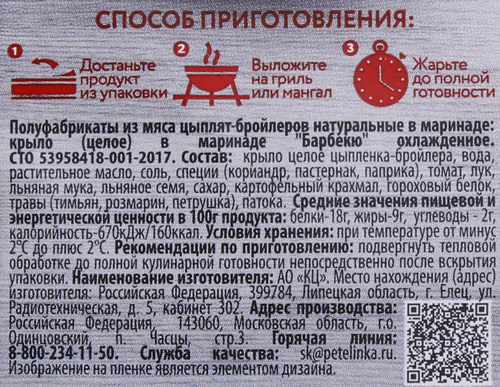 СПОСОБ ПРИГОТОВЛЕНИЯ:
1
Достаньте
продукт
из упаковки
2
Выложите
на гриль
или мангал
3
Жарьте
до полной
готовности
Полуфабрикаты из мяса цыплят-бройлеров натуральные в маринаде:
крыло (целое) в маринаде "Барбекю" охлажденное.
СТО 53958418-001-2017. Состав: крыло целое цыпленка-бройлера, вода,
растительное масло, соль, специи (кориандр, пастернак, паприка), томат, лук,
льняная мука, льняное семя, сахар, картофельный крахмал, гороховый белок,
травы (тимьян, розмарин, петрушка), патока. Средние значения пищевой и
энергетической ценности в 100г продукта: белки-18г, жиры-9г, углеводы - 2г,
калорийность-670кДж/160ккал. Условия хранения: при температуре от минус
2°С до плюс 2°С. Рекомендации по приготовлению: подвергнуть тепловой
обработке до полной кулинарной готовности непосредственно после вскрытия
упаковки. Наименование изготовителя: АО «КЦ». Место нахождения (адрес)
изготовителя: Российская Федерация, 399784, Липецкая область, г. Елец, ул.
Радиотехническая, д. 5, кабинет 302. Адрес производства:
Российская Федерация, 143060, Московская область, г.о.
Одинцовский, п. Часцы, стр.3. Горячая линия:
8-800-234-11-50. Служба качества: sk@petelinka.ru
Изображение на пленке является элементом дизайна.